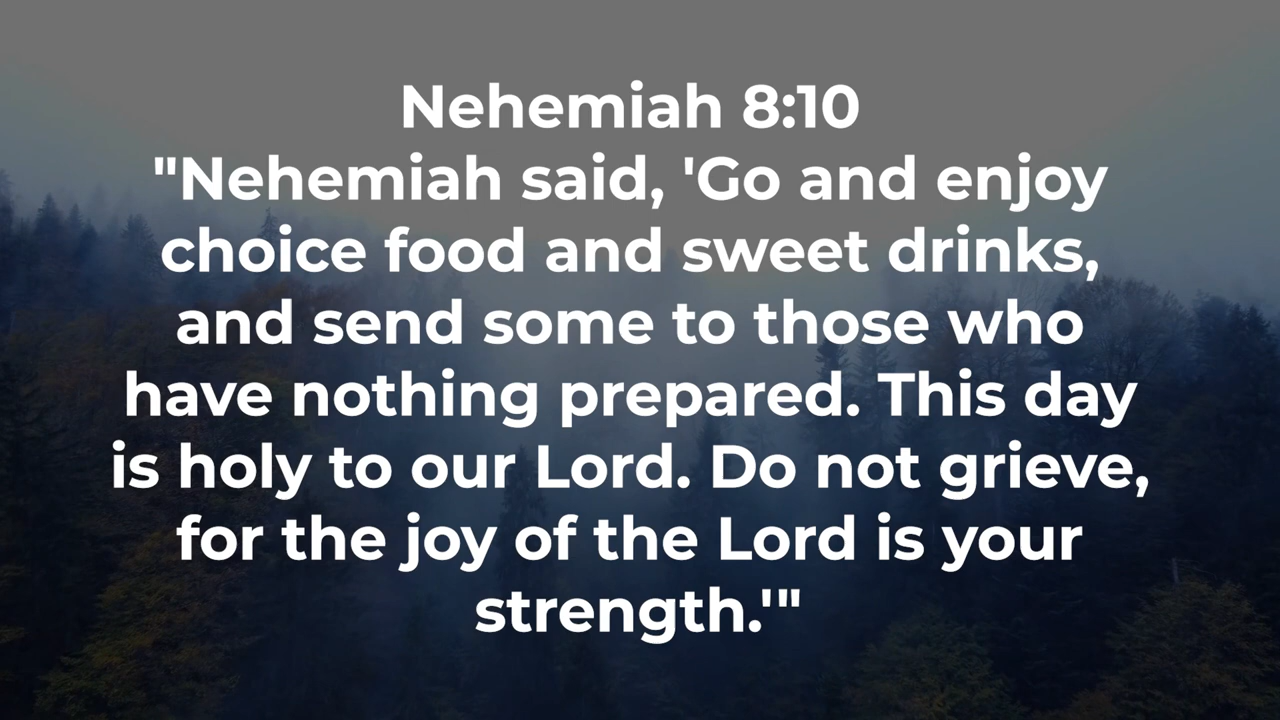 Nehemiah 8:10
"Nehemiah said, 'Go and enjoy
choice food and sweet drinks,
and send some to those who
have nothing prepared. This day
is holy to our Lord. Do not grieve,
for the joy of the Lord is your
strength.'"